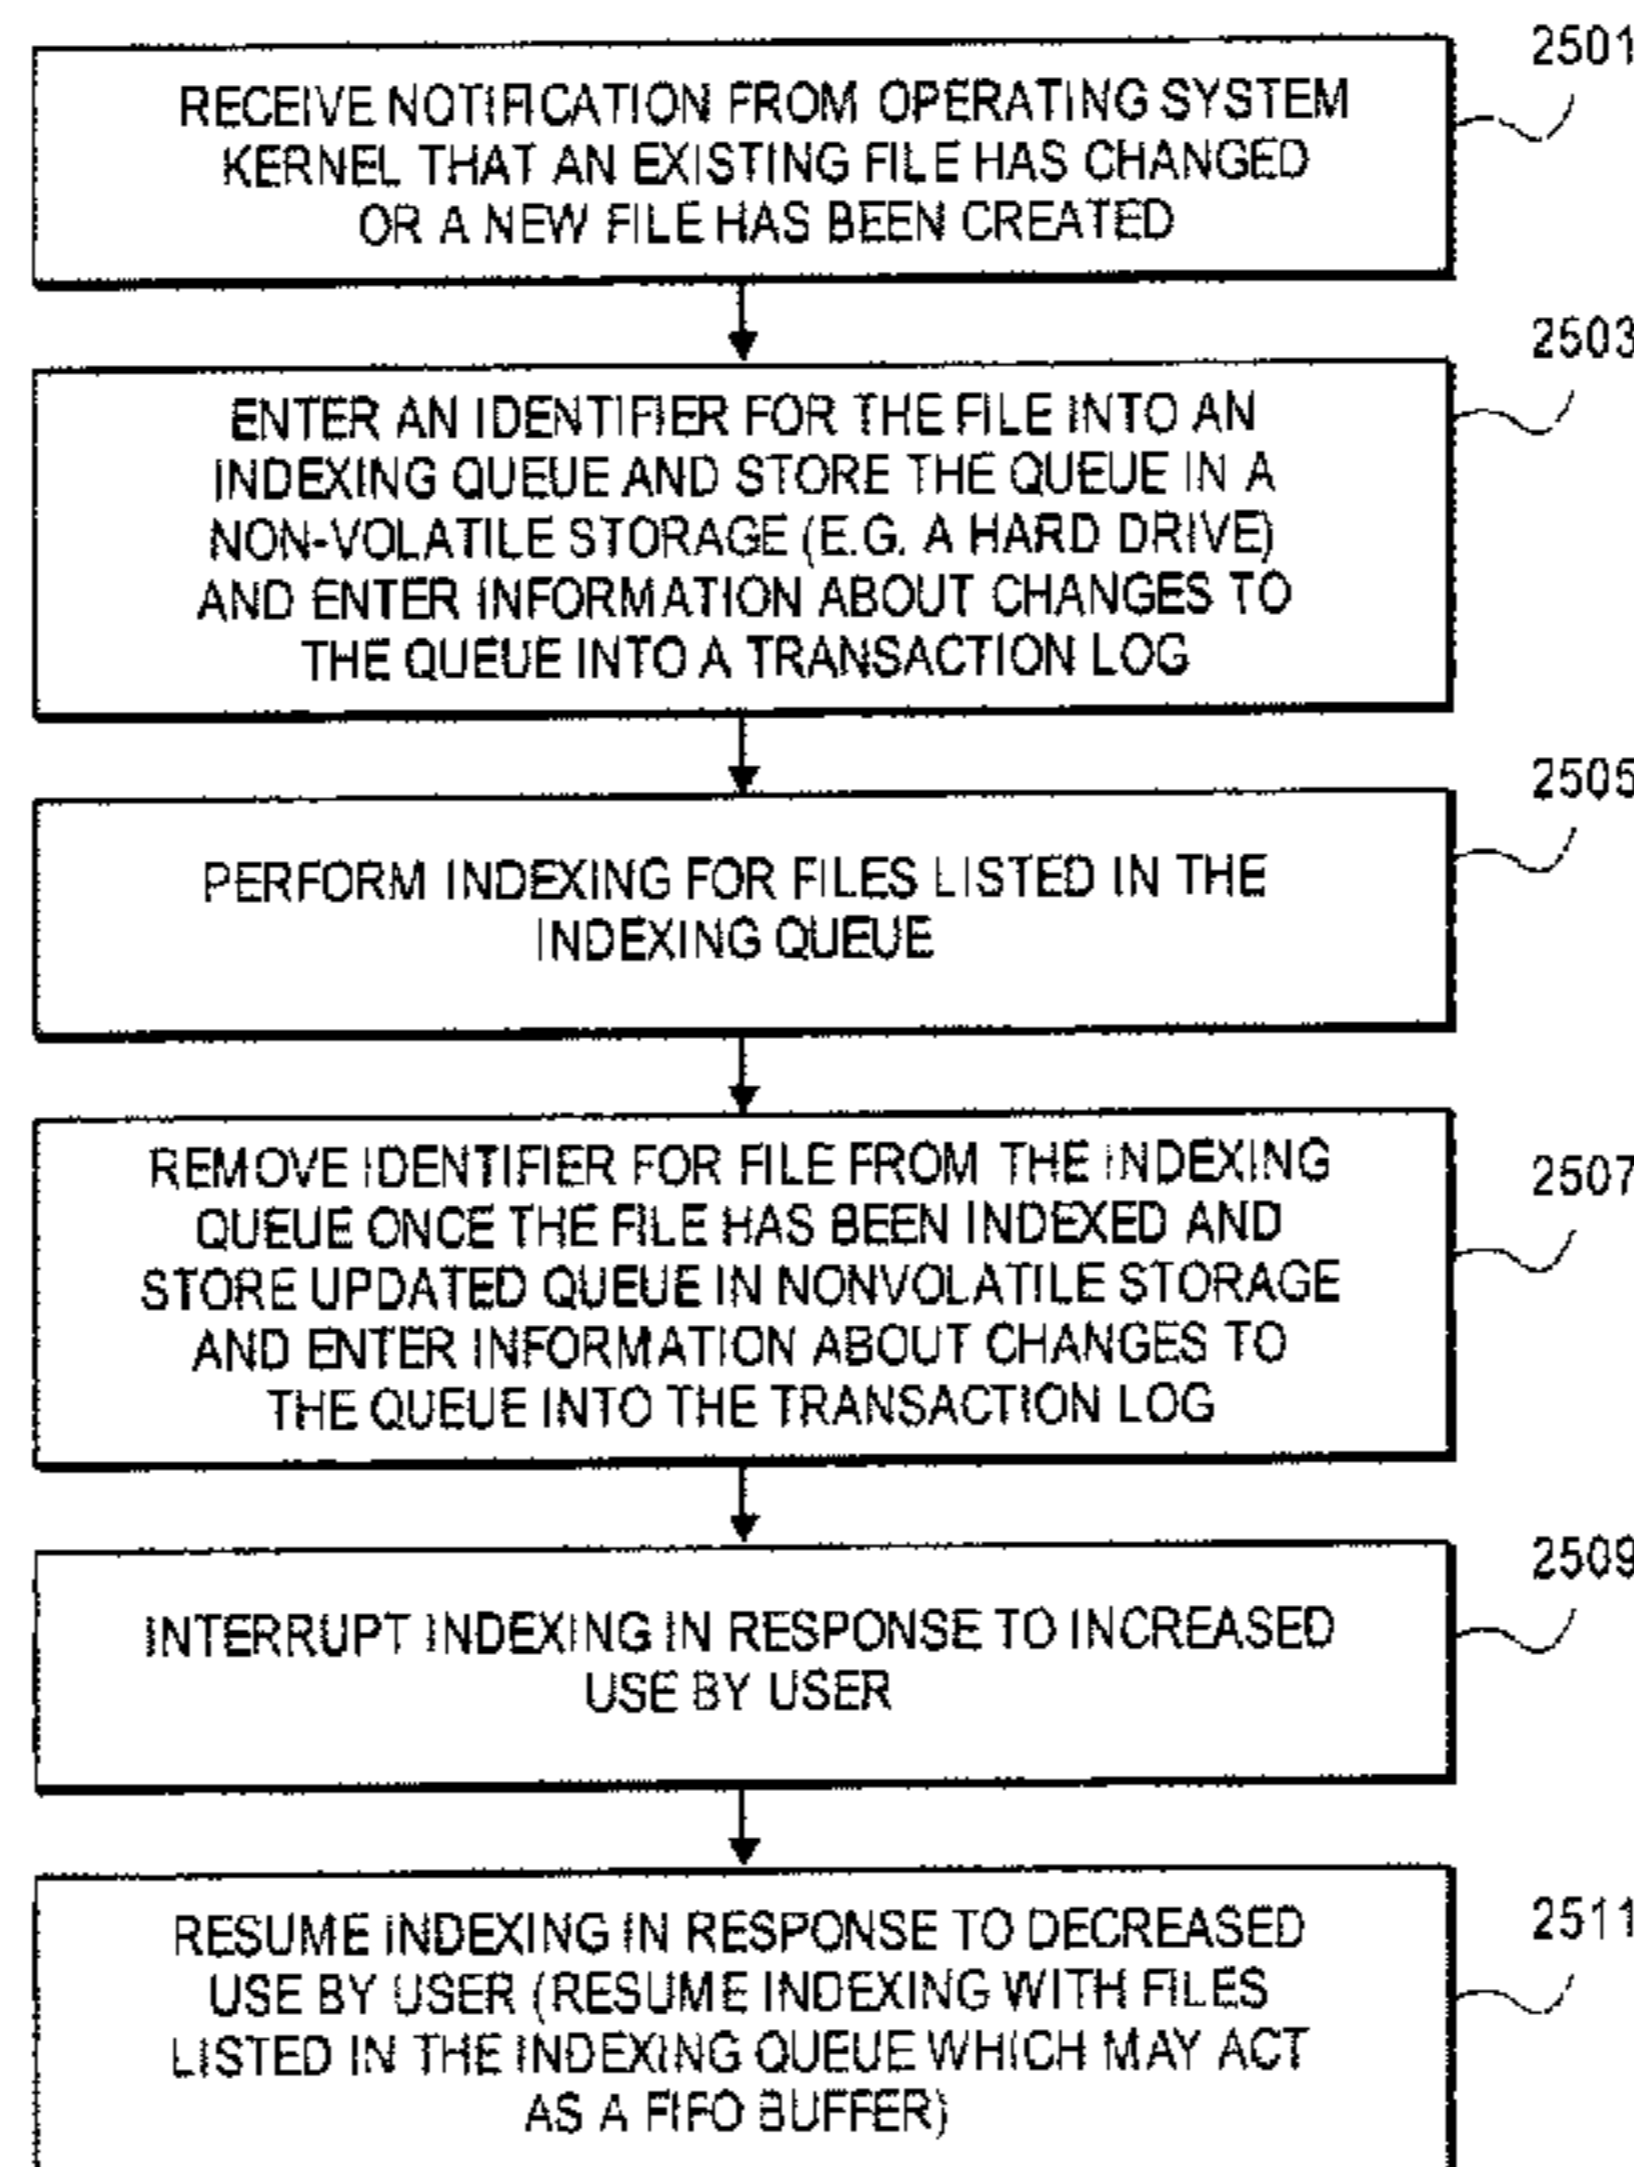 2501
RECEIVE NOTIFICATION FROM OPERATING SYSTEM
KERNEL THAT AN EXISTING FILE HAS CHANGED
OR A NEW FILE HAS BEEN CREATED
2503
ENTER AN IDENTIFIER FOR THE FILE INTO AN
INDEXING QUEUE AND STORE THE QUEUE IN A
NON-VOLATILE STORAGE (E.G. A HARD DRIVE)
AND ENTER INFORMATION ABOUT CHANGES TO
THE QUEUE INTO A TRANSACTION LOG
2505
PERFORM INDEXING FOR FILES LISTED IN THE
INDEXING QUEUE
2507
REMOVE IDENTIFIER FOR FILE FROM THE INDEXING
QUEUE ONCE THE FILE HAS BEEN INDEXED AND
STORE UPDATED QUEUE IN NONVOLATILE STORAGE
AND ENTER INFORMATION ABOUT CHANGES TO
THE QUEUE INTO THE TRANSACTION LOG
2509
INTERRUPT INDEXING IN RESPONSE TO INCREASED
USE BY USER
2511
RESUME INDEXING IN RESPONSE TO DECREASED
USE BY USER (RESUME INDEXING WITH FILES
LISTED IN THE INDEXING QUEUE WHICH MAY ACT
AS A FIFO BUFFER)